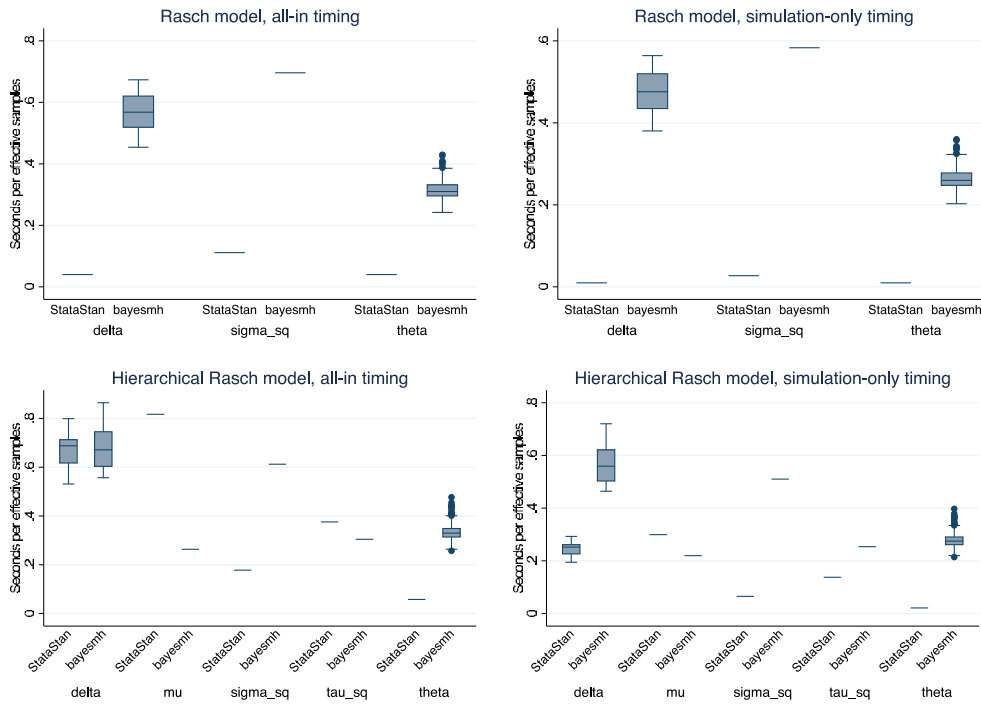 Rasch model, all-in timing
Seconds per effective samples
.8
.6
.4
.2
0
StataStan bayesmh StataStan bayesmh StataStan bayesmh
delta sigma_sq theta
Rasch model, simulation-only timing
Seconds per effective samples
.6
.4
.2
0
StataStan bayesmh StataStan bayesmh StataStan bayesmh
delta sigma_sq theta
Hierarchical Rasch model, all-in timing
Seconds per effective samples
.8
.6
.4
.2
0
StataStan bayesmh StataStan bayesmh StataStan bayesmh StataStan bayesmh StataStan bayesmh
delta mu sigma_sq tau_sq theta
Hierarchical Rasch model, simulation-only timing
Seconds per effective samples
.8
.6
.4
.2
0
StataStan bayesmh StataStan bayesmh StataStan bayesmh StataStan bayesmh StataStan bayesmh
delta mu sigma_sq tau_sq theta